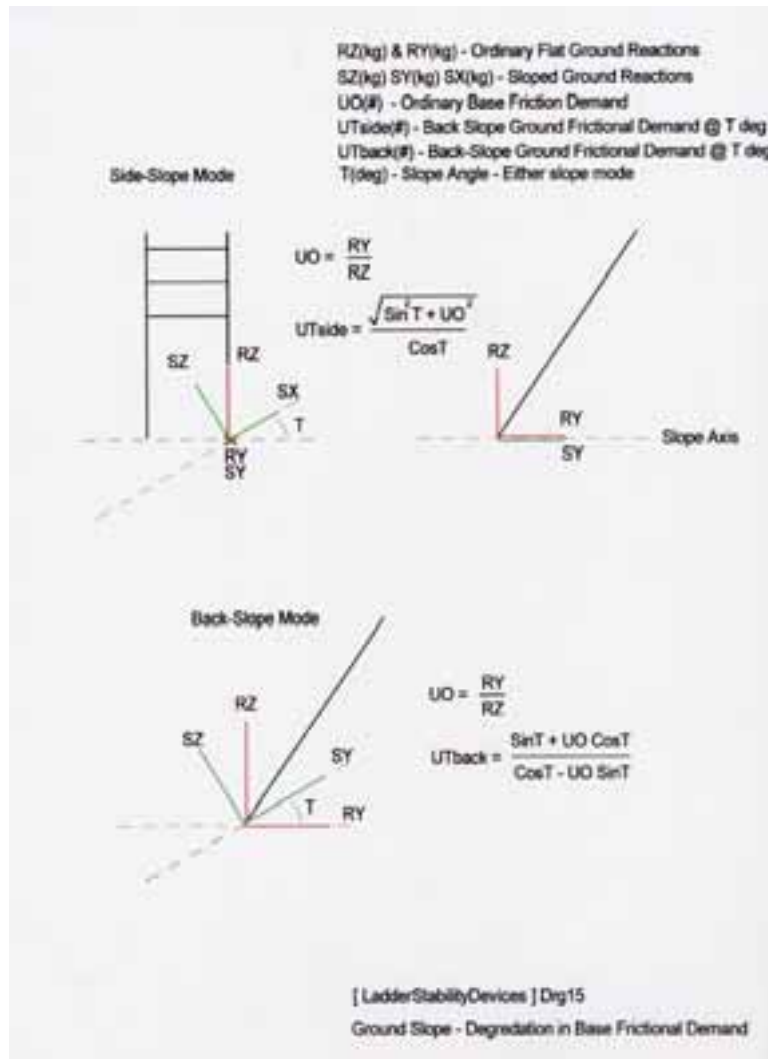 RZ(kg) & RY(kg) - Ordinary Flat Ground Reactions
SZ(kg) SY(kg) SX(kg) - Sloped Ground Reactions
UO(#) - Ordinary Base Friction Demand
UTside(#) - Back Slope Ground Frictional Demand @ T deg
UTback(#) - Back-Slope Ground Frictional Demand @ T deg
T(deg) - Slope Angle - Either slope mode
Side-Slope Mode
UO = RY / RZ
UTside = √(Sin²T + UO²) / CosT
SZ
RZ
SX
T
RY
SY
RZ
RY
SY
Slope Axis
Back-Slope Mode
RZ
SZ
SY
T
RY
UO = RY / RZ
UTback = SinT + UO CosT / CosT - UO SinT
[ LadderStabilityDevices ] Drg15
Ground Slope - Degredation in Base Frictional Demand